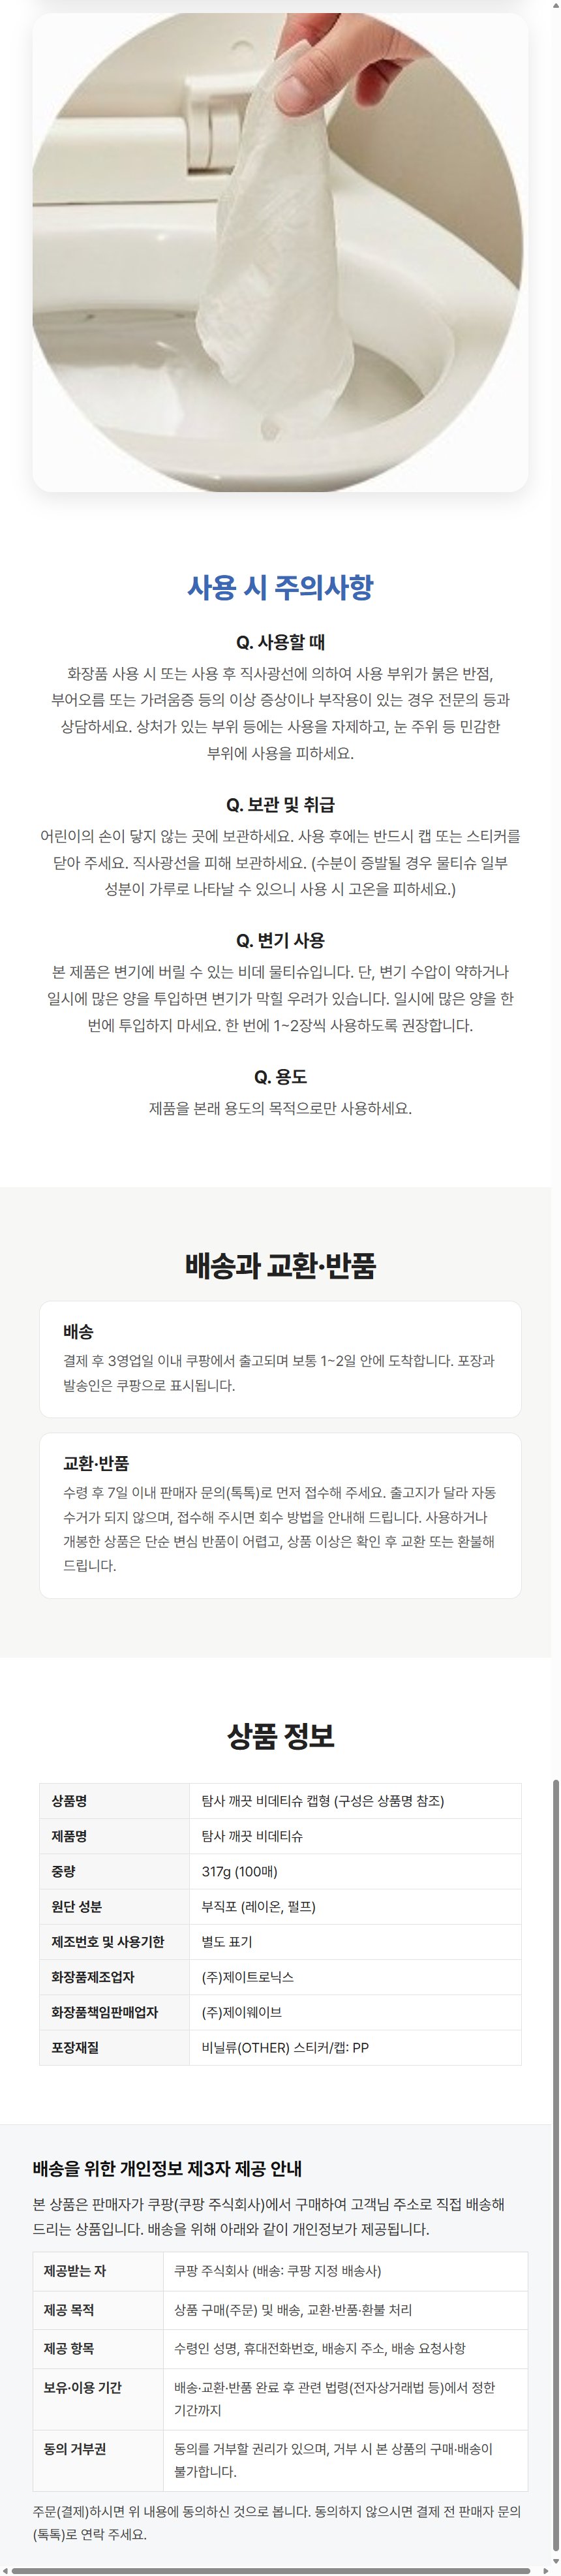 사용 시 주의사항
Q. 사용할 때
화장품 사용 시 또는 사용 후 직사광선에 의하여 사용 부위가 붉은 반점,
부어오름 또는 가려움증 등의 이상 증상이나 부작용이 있는 경우 전문의 등과
상담하세요. 상처가 있는 부위 등에는 사용을 자제하고, 눈 주위 등 민감한
부위에 사용을 피하세요.
Q. 보관 및 취급
어린이의 손이 닿지 않는 곳에 보관하세요. 사용 후에는 반드시 캡 또는 스티커를
닫아 주세요. 직사광선을 피해 보관하세요. (수분이 증발될 경우 물티슈 일부
성분이 가루로 나타날 수 있으니 사용 시 고온을 피하세요.)
Q. 변기 사용
본 제품은 변기에 버릴 수 있는 비데 물티슈입니다. 단, 변기 수압이 약하거나
일시에 많은 양을 투입하면 변기가 막힐 우려가 있습니다. 일시에 많은 양을 한
번에 투입하지 마세요. 한 번에 1~2장씩 사용하도록 권장합니다.
Q. 용도
제품을 본래 용도의 목적으로만 사용하세요.
배송과 교환·반품
배송
결제 후 3영업일 이내 쿠팡에서 출고되며 보통 1~2일 안에 도착합니다. 포장과
발송인은 쿠팡으로 표시됩니다.
교환·반품
수령 후 7일 이내 판매자 문의(톡톡)로 먼저 접수해 주세요. 출고지가 달라 자동
수거가 되지 않으며, 접수해 주시면 회수 방법을 안내해 드립니다. 사용하거나
개봉한 상품은 단순 변심 반품이 어렵고, 상품 이상은 확인 후 교환 또는 환불해
드립니다.
상품 정보
상품명 탐사 깨끗 비데티슈 캡형 (구성은 상품명 참조)
제품명 탐사 깨끗 비데티슈
중량 317g (100매)
원단 성분 부직포 (레이온, 펄프)
제조번호 및 사용기한 별도 표기
화장품제조업자 (주)제이트로닉스
화장품책임판매업자 (주)제이웨이브
포장재질 비닐류(OTHER) 스티커/캡: PP
배송을 위한 개인정보 제3자 제공 안내
본 상품은 판매자가 쿠팡(쿠팡 주식회사)에서 구매하여 고객님 주소로 직접 배송해
드리는 상품입니다. 배송을 위해 아래와 같이 개인정보가 제공됩니다.
제공받는 자 쿠팡 주식회사 (배송: 쿠팡 지정 배송사)
제공 목적 상품 구매(주문) 및 배송, 교환·반품·환불 처리
제공 항목 수령인 성명, 휴대전화번호, 배송지 주소, 배송 요청사항
보유·이용 기간 배송·교환·반품 완료 후 관련 법령(전자상거래법 등)에서 정한
기간까지
동의 거부권 동의를 거부할 권리가 있으며, 거부 시 본 상품의 구매·배송이
불가합니다.
주문(결제)하시면 위 내용에 동의하신 것으로 봅니다. 동의하지 않으시면 결제 전 판매자 문의
(톡톡)로 연락 주세요.